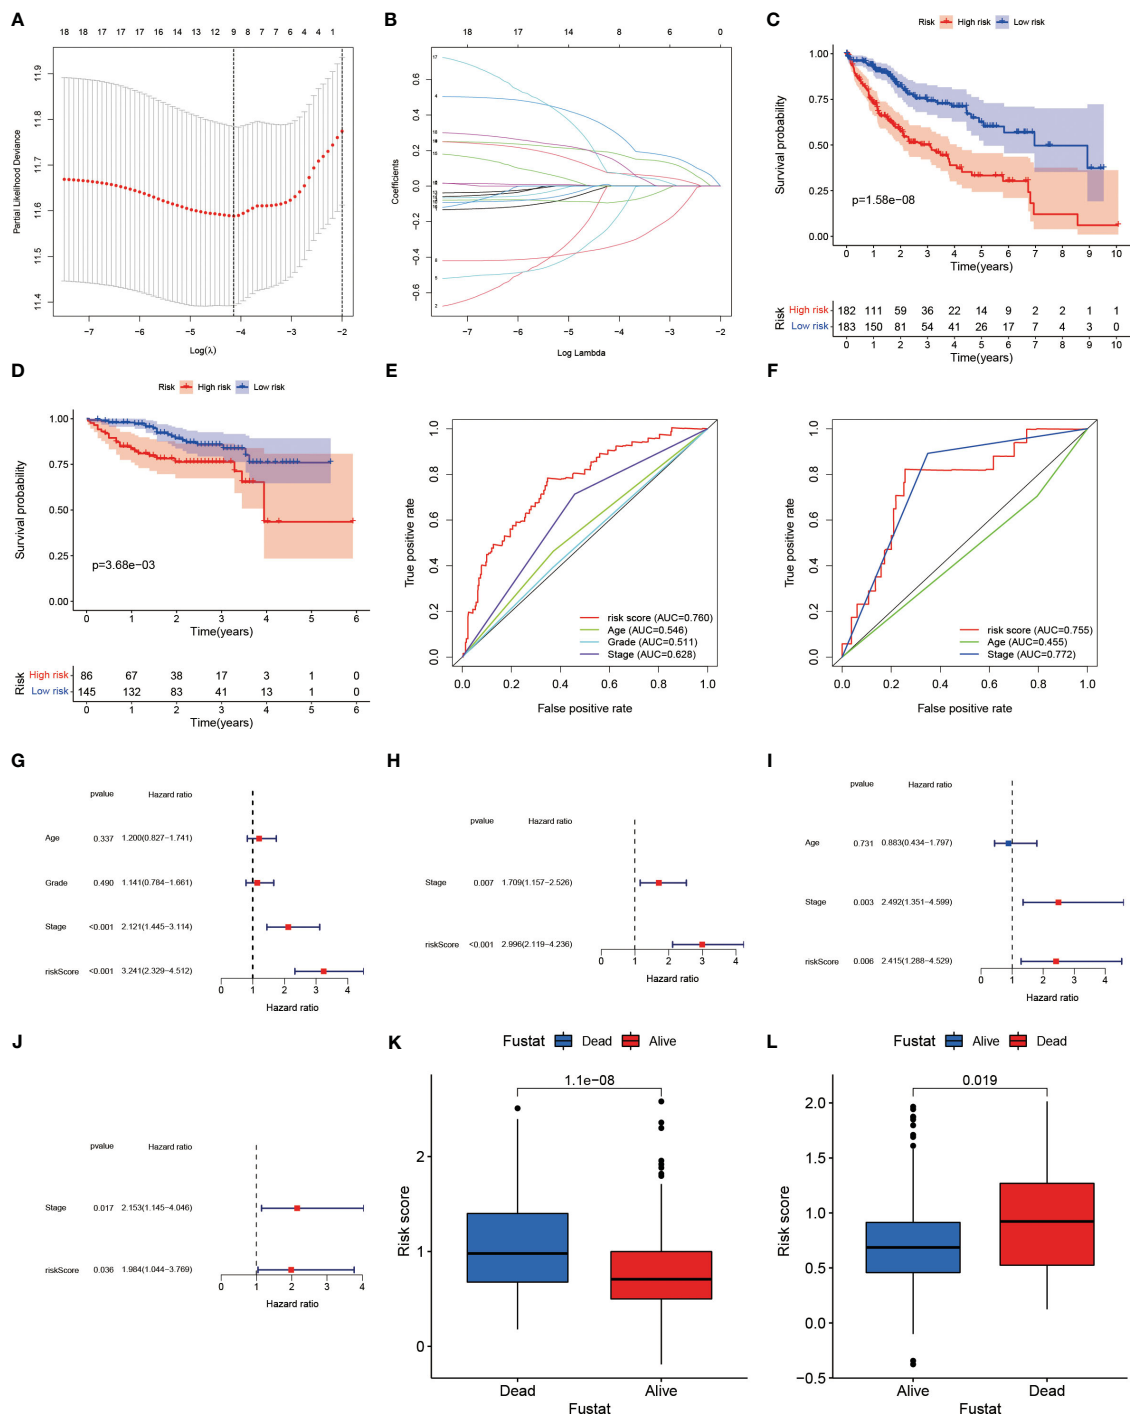 A
18 18 17 17 17 16 14 13 12 9 8 7 7 6 4 1
Partial Likelihood Deviance
11.9
11.8
11.7
11.6
11.5
11.4
−7 −6 −5 −4 −3 −2
Log(λ)
B
18 17 15 9 6 0
Coefficients
0.6
0.4
0.2
0.0
−0.2
−0.4
−0.6
−7 −6 −5 −4 −3 −2
Log Lambda
C
Risk High risk Low risk
Survival probability
1.00
0.75
0.50
0.25
0.00
p=1.58e−08
0 1 2 3 4 5 6 7 8 9 10
Time(years)
Risk
High risk 182 111 59 36 22 14 9 2 2 1 1
Low risk 183 150 81 54 41 26 17 7 4 3 0
0 1 2 3 4 5 6 7 8 9 10
Time(years)
D
Risk High risk Low risk
Survival probability
1.00
0.75
0.50
0.25
0.00
p=3.68e−03
0 1 2 3 4 5 6
Time(years)
Risk
High risk 86 67 38 17 3 1 0
Low risk 145 132 83 41 13 1 0
0 1 2 3 4 5 6
Time(years)
E
True positive rate
1.0
0.8
0.6
0.4
0.2
0.0
risk score (AUC=0.760)
Age (AUC=0.546)
Grade (AUC=0.511)
Stage (AUC=0.628)
0.0 0.2 0.4 0.6 0.8 1.0
False positive rate
F
True positive rate
1.0
0.8
0.6
0.4
0.2
0.0
risk score (AUC=0.755)
Age (AUC=0.455)
Stage (AUC=0.772)
0.0 0.2 0.4 0.6 0.8 1.0
False positive rate
G
pvalue Hazard ratio
Age 0.337 1.200(0.827−1.741)
Grade 0.490 1.141(0.784−1.661)
Stage <0.001 2.121(1.445−3.114)
riskScore <0.001 3.241(2.329−4.512)
0 1 2 3 4
Hazard ratio
H
pvalue Hazard ratio
Stage 0.007 1.709(1.157−2.526)
riskScore <0.001 2.996(2.119−4.236)
0 1 2 3 4
Hazard ratio
I
pvalue Hazard ratio
Age 0.731 0.883(0.434−1.797)
Stage 0.003 2.492(1.351−4.599)
riskScore 0.006 2.415(1.288−4.529)
0 1 2 3 4
Hazard ratio
J
pvalue Hazard ratio
Stage 0.017 2.153(1.145−4.046)
riskScore 0.036 1.984(1.044−3.769)
0 1 2 3 4
Hazard ratio
K
Fustat Dead Alive
1.1e−08
Risk score
2
1
0
Dead Alive
Fustat
L
Fustat Alive Dead
0.019
Risk score
2.0
1.5
1.0
0.5
0.0
−0.5
Alive Dead
Fustat